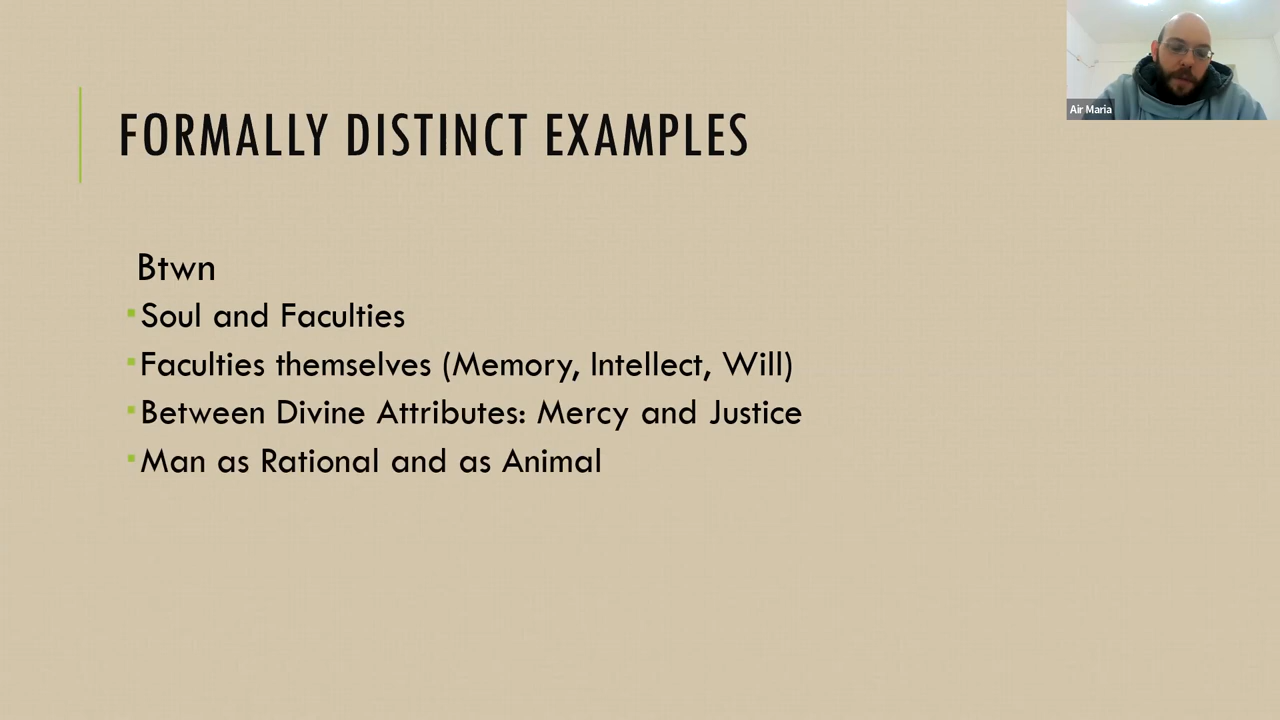 FORMALLY DISTINCT EXAMPLES
Btwn
Soul and Faculties
Faculties themselves (Memory, Intellect, Will)
Between Divine Attributes: Mercy and Justice
Man as Rational and as Animal
Air Maria